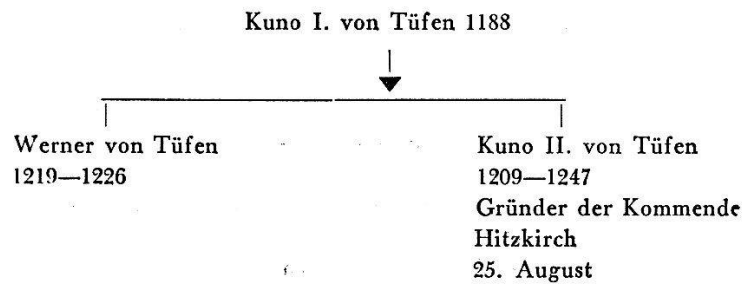 Kuno I. von Tüfen 1188
Werner von Tüfen
1219—1226
Kuno II. von Tüfen
1209—1247
Gründer der Kommende
Hitzkirch
25. August